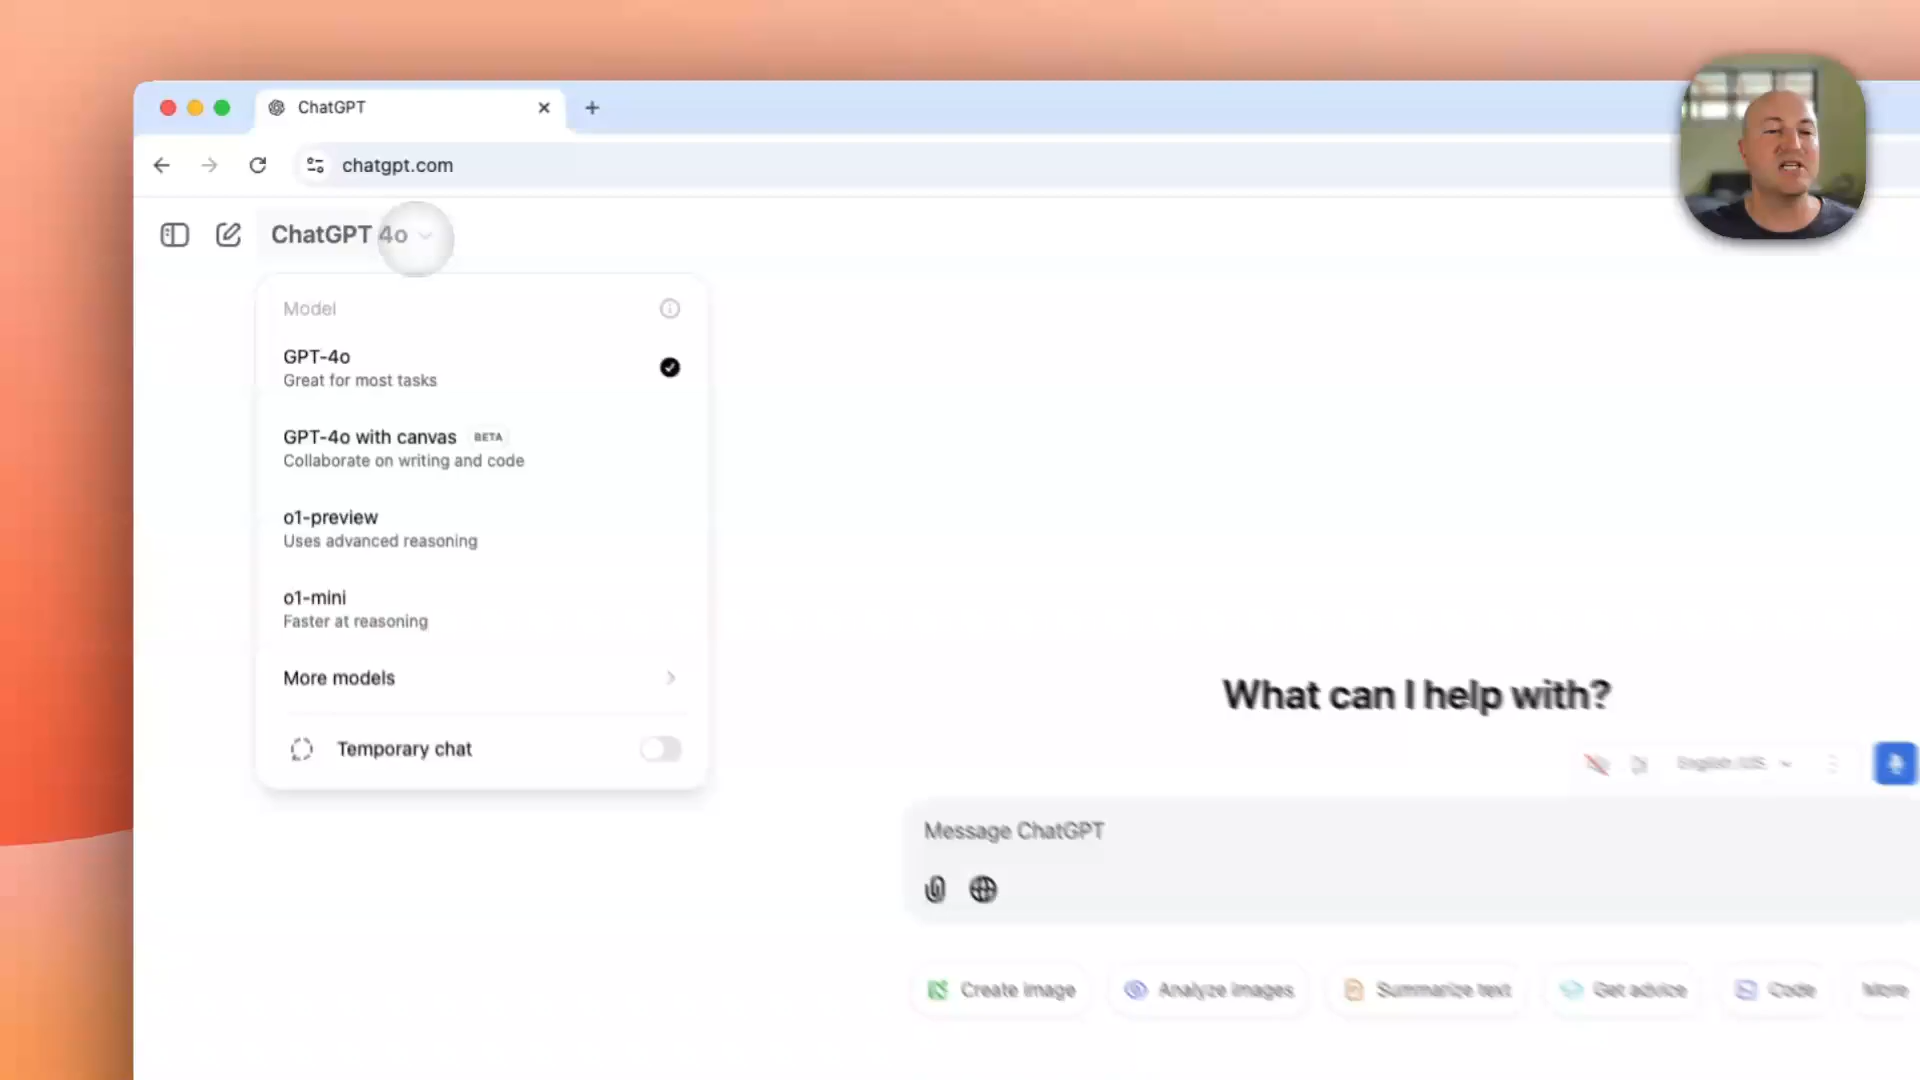 ChatGPT
chatgpt.com
ChatGPT 4o
Model
GPT-4o
Great for most tasks
GPT-4o with canvas BETA
Collaborate on writing and code
o1-preview
Uses advanced reasoning
o1-mini
Faster at reasoning
More models
Temporary chat
What can I help with?
English (US)
Message ChatGPT
Create image Analyze images Summarize text Get advice Code More